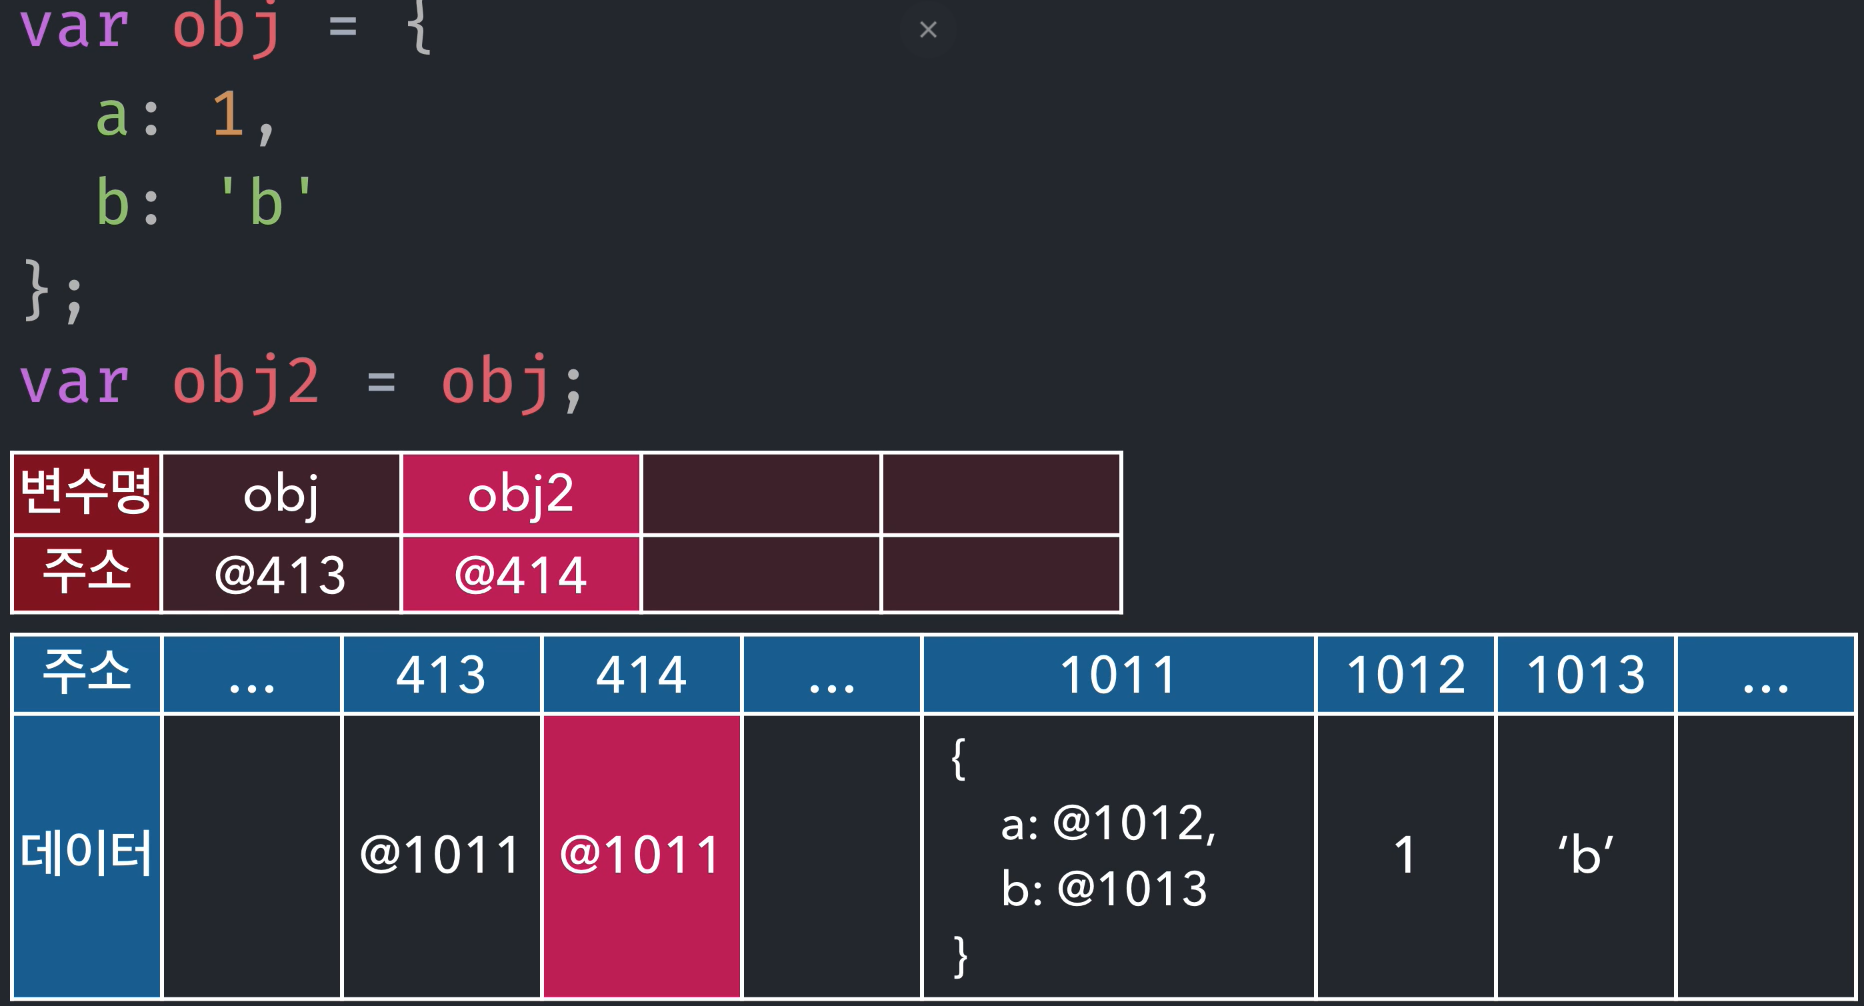 var obj = {
  a: 1,
  b: 'b'
};
var obj2 = obj;
변수명 obj obj2
주소 @413 @414
주소 ... 413 414 ... 1011 1012 1013 ...
데이터 @1011 @1011 { a: @1012, b: @1013 } 1 ‘b’